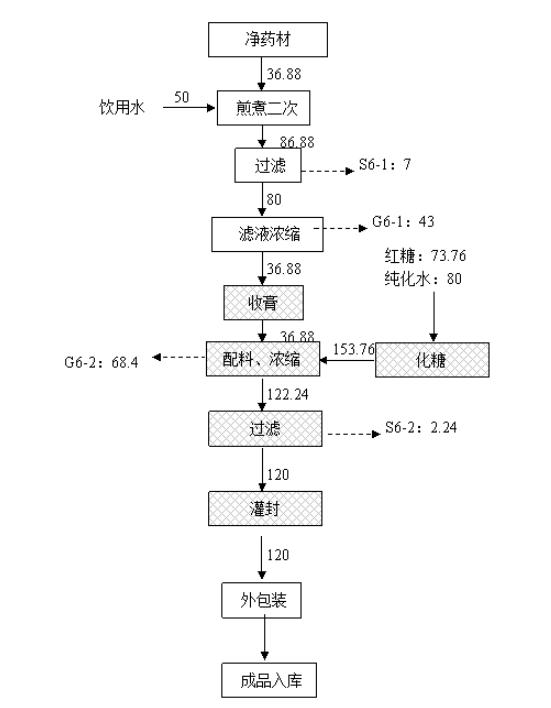 净药材
36.88
饮用水
50
煎煮二次
86.88
过滤
S6-1：7
80
滤液浓缩
G6-1：43
36.88
红糖：73.76
纯化水：80
收膏
36.88
153.76
G6-2：68.4
配料、浓缩
化糖
122.24
过滤
S6-2：2.24
120
灌封
120
外包装
成品入库